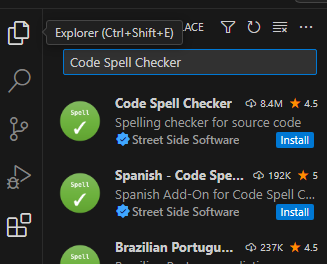 Explorer (Ctrl+Shift+E)
LACE
Code Spell Checker
Spell
Code Spell Checker
8.4M
4.5
Spelling checker for source code
Street Side Software
Install
Spell
Spanish - Code Spe...
192K
5
Spanish Add-On for Code Spell C...
Street Side Software
Install
Spell
Brazilian Portugu...
237K
4.5